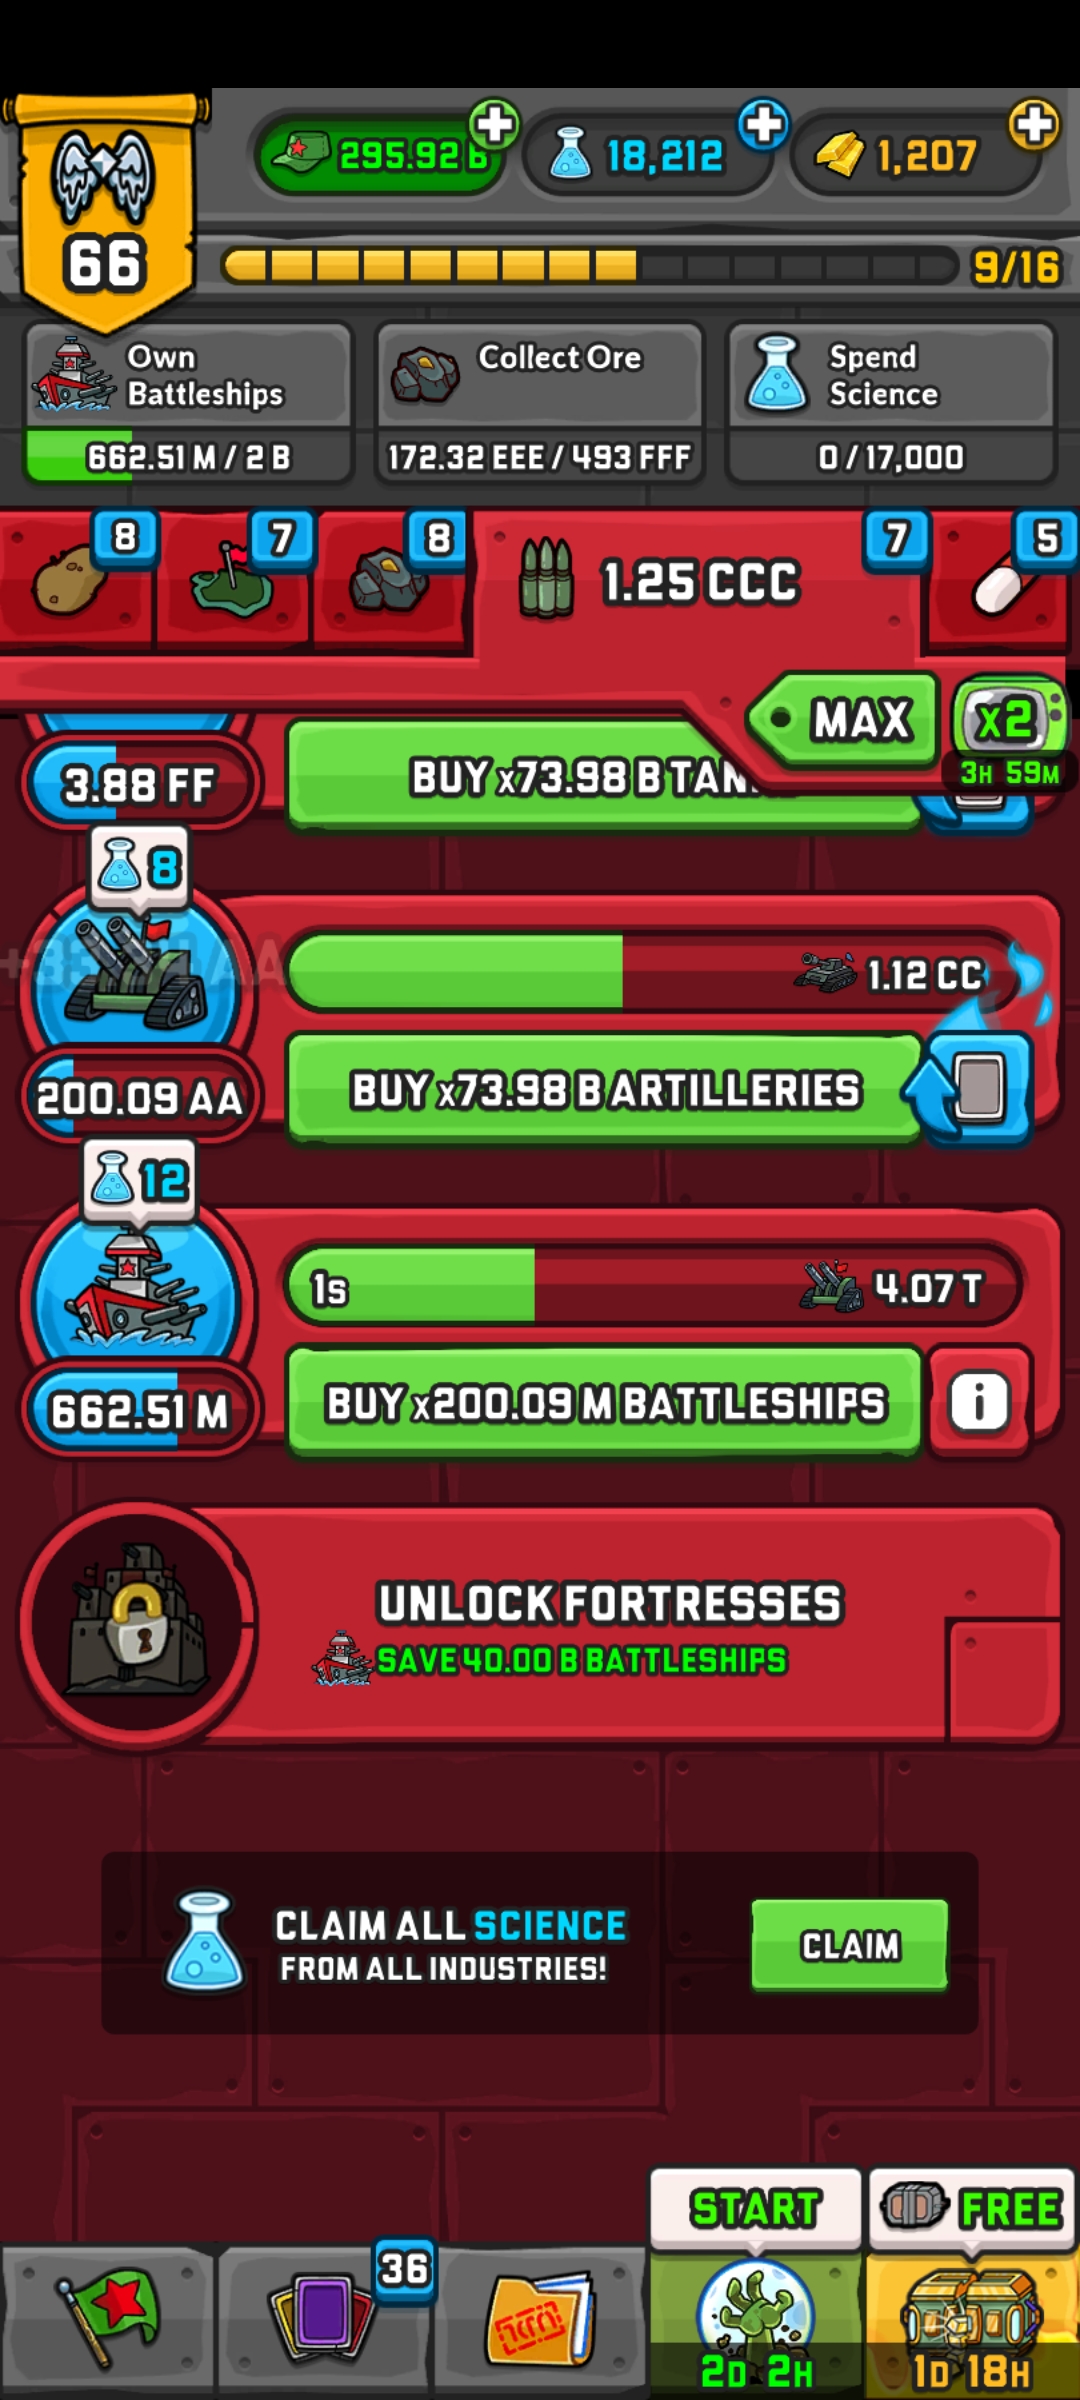 295.92 B
18,212
1,207
66
9/16
Own
Battleships
662.51 M / 2 B
Collect Ore
172.32 EEE / 493 FFF
Spend
Science
0 / 17,000
8
7
8
1.25 CCC
7
5
MAX
x2
3H 59M
3.88 FF
BUY x73.98 B TAN...
8
1.12 CC
200.09 AA
BUY x73.98 B ARTILLERIES
12
1s
4.07 T
662.51 M
BUY x200.09 M BATTLESHIPS
i
UNLOCK FORTRESSES
SAVE 40.00 B BATTLESHIPS
CLAIM ALL SCIENCE
FROM ALL INDUSTRIES!
CLAIM
START
FREE
36
2D 2H
1D 18H